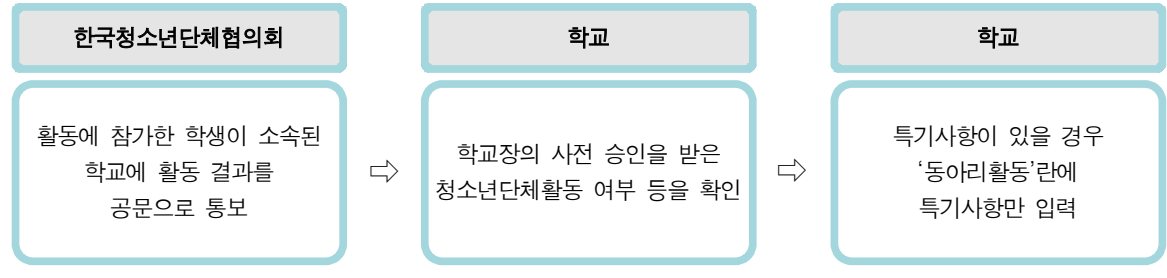 한국청소년단체협의회
활동에 참가한 학생이 소속된
학교에 활동 결과를
공문으로 통보
⇨
학교
학교장의 사전 승인을 받은
청소년단체활동 여부 등을 확인
⇨
학교
특기사항이 있을 경우
‘동아리활동’란에
특기사항만 입력